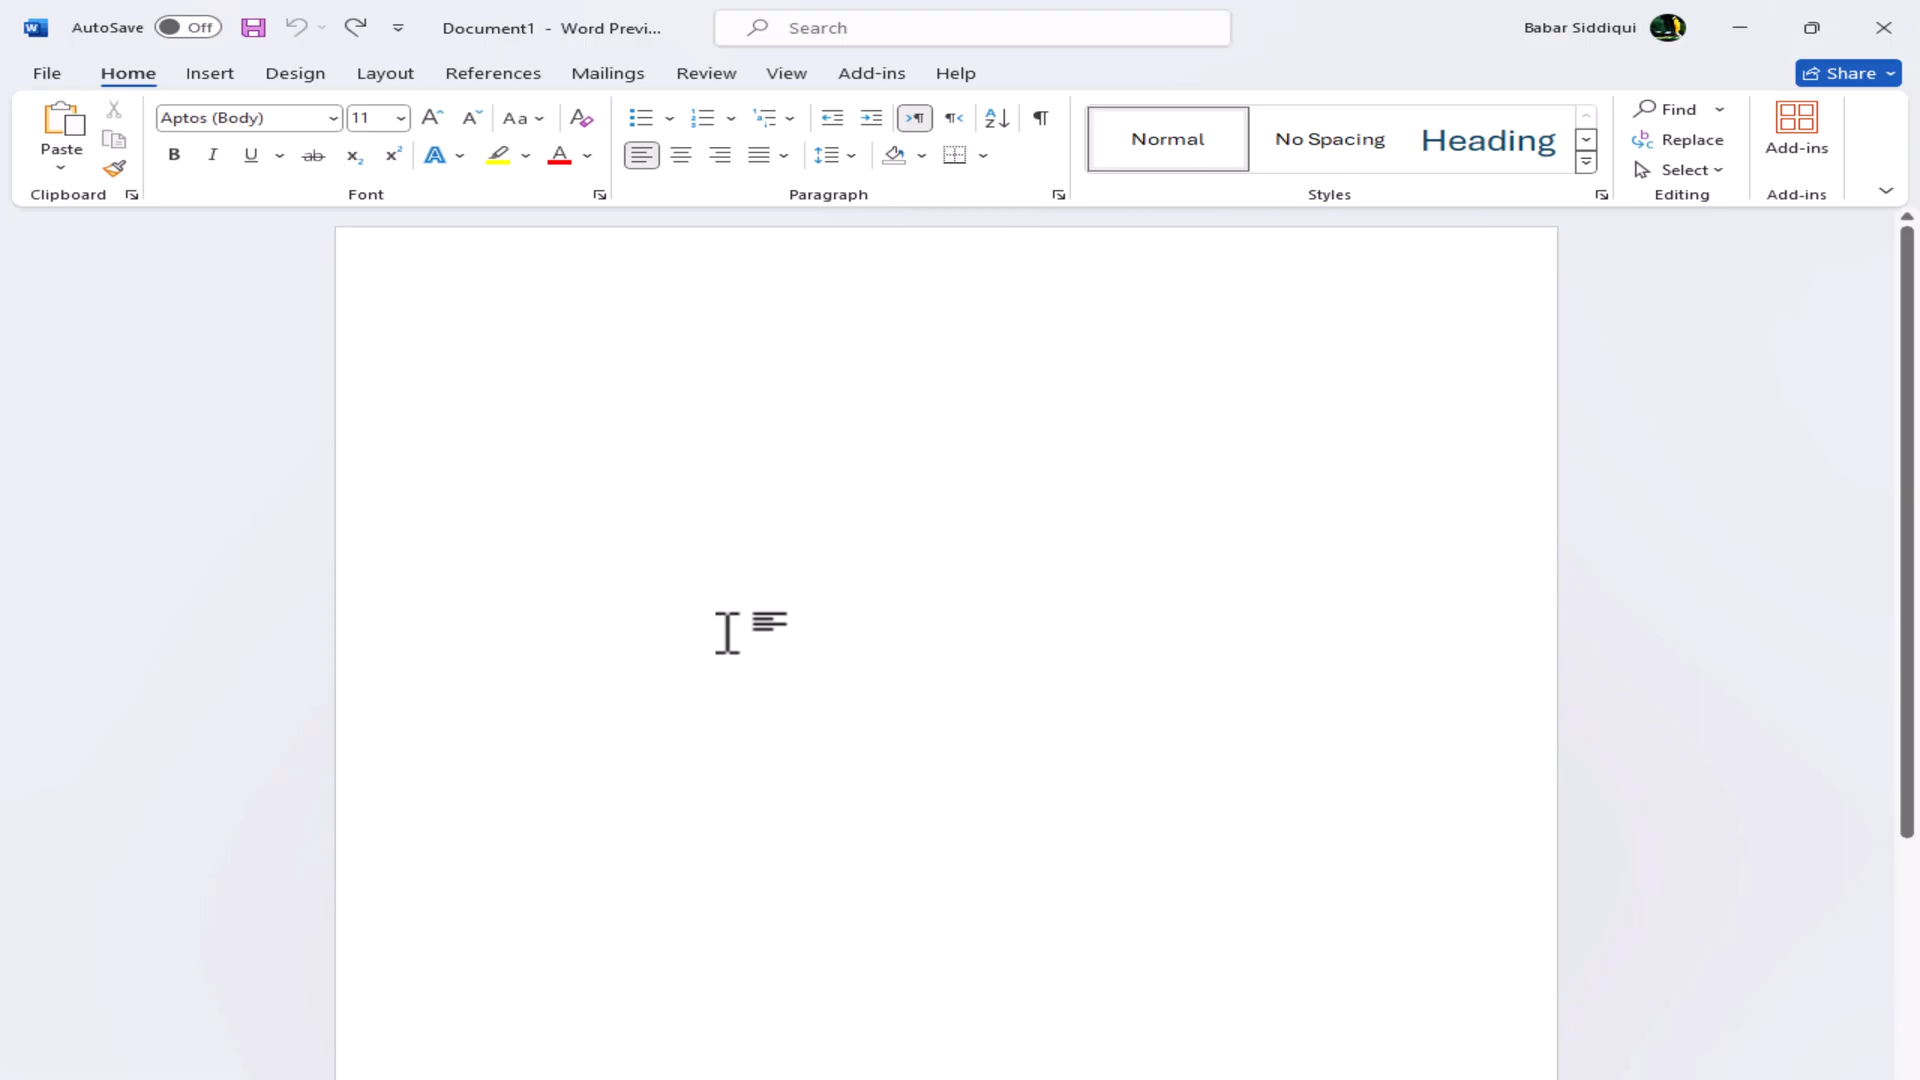 AutoSave Off Document1 - Word Previ... Search Babar Siddiqui
File Home Insert Design Layout References Mailings Review View Add-ins Help Share
Aptos (Body) 11 Aa
Paste
Normal No Spacing Heading
Find
Replace
Select
Add-ins
Clipboard Font Paragraph Styles Editing Add-ins